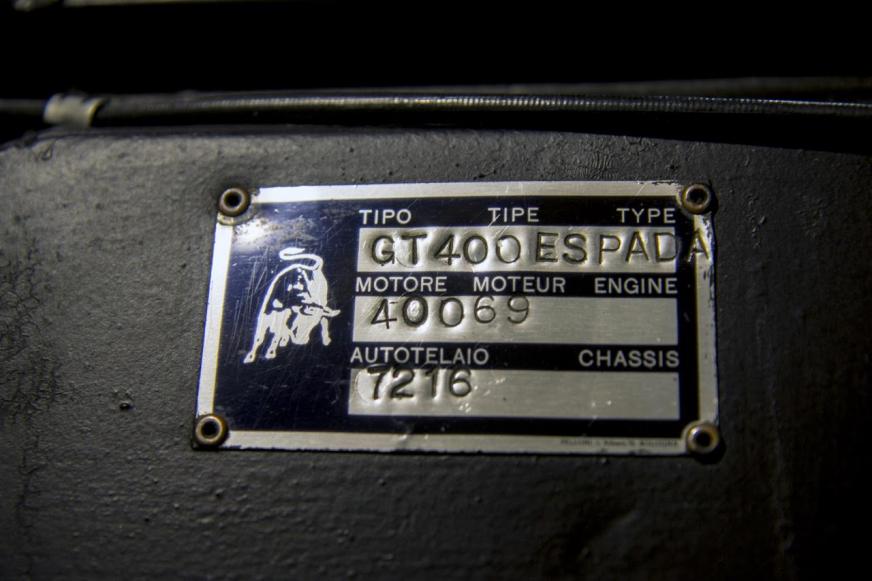 TIPO TIPE TYPE
GT400 ESPADA
MOTORE MOTEUR ENGINE
40069
AUTOTELAIO CHASSIS
7216